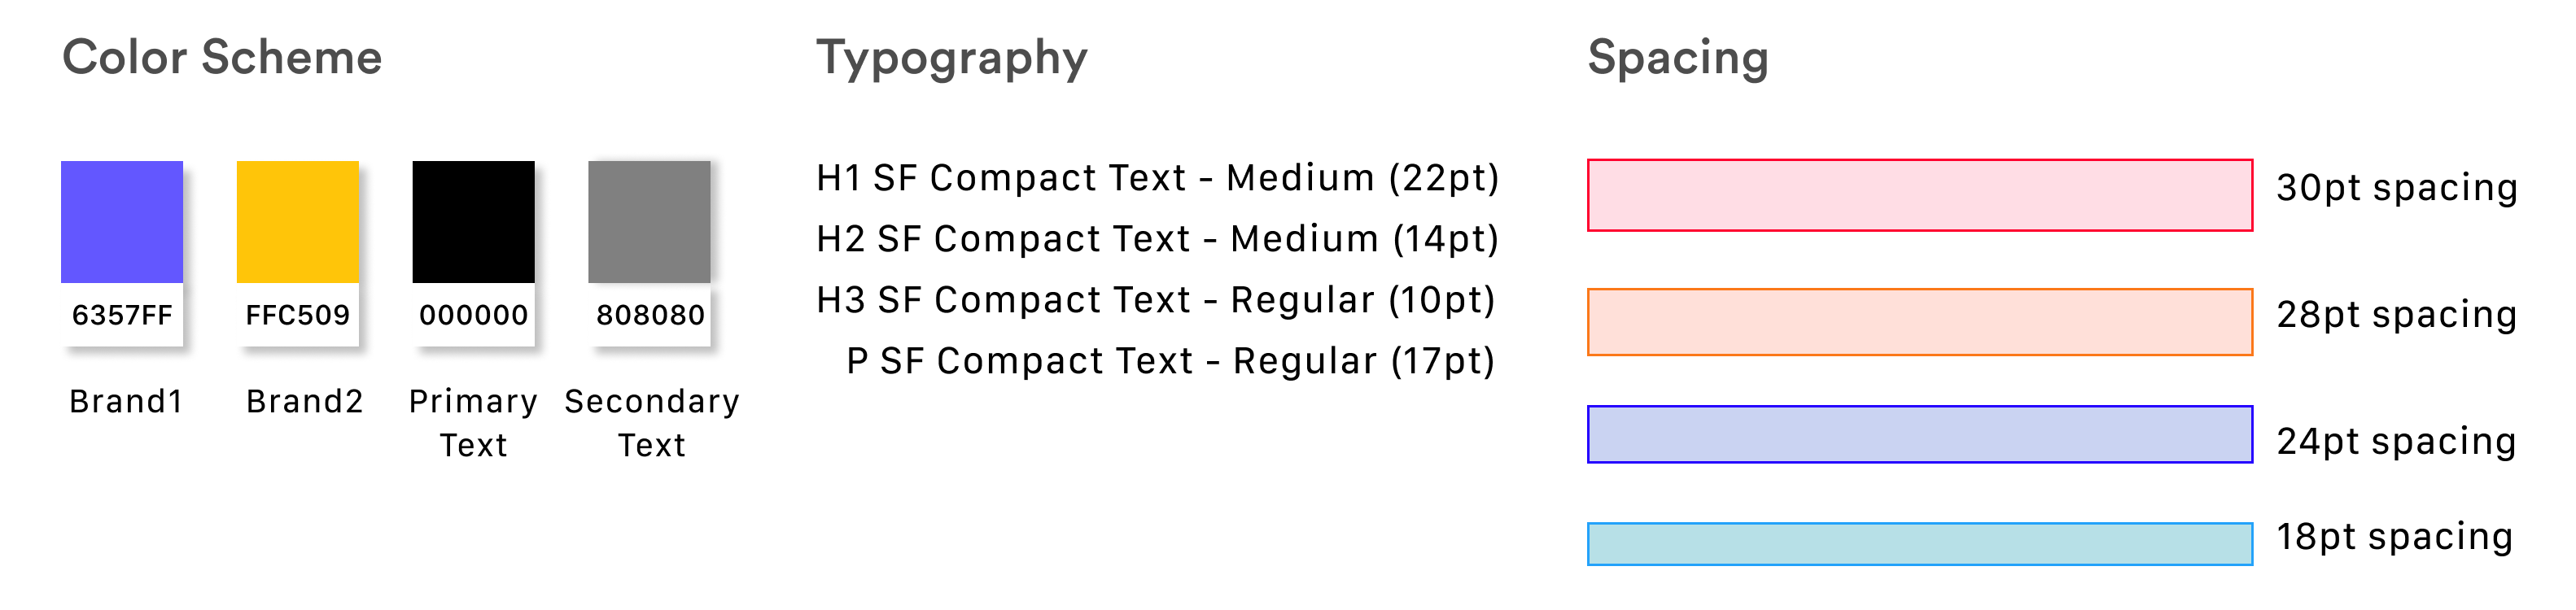 Color Scheme
6357FF
FFC509
000000
808080
Brand1
Brand2
Primary
Text
Secondary
Text
Typography
H1 SF Compact Text - Medium (22pt)
H2 SF Compact Text - Medium (14pt)
H3 SF Compact Text - Regular (10pt)
P SF Compact Text - Regular (17pt)
Spacing
30pt spacing
28pt spacing
24pt spacing
18pt spacing